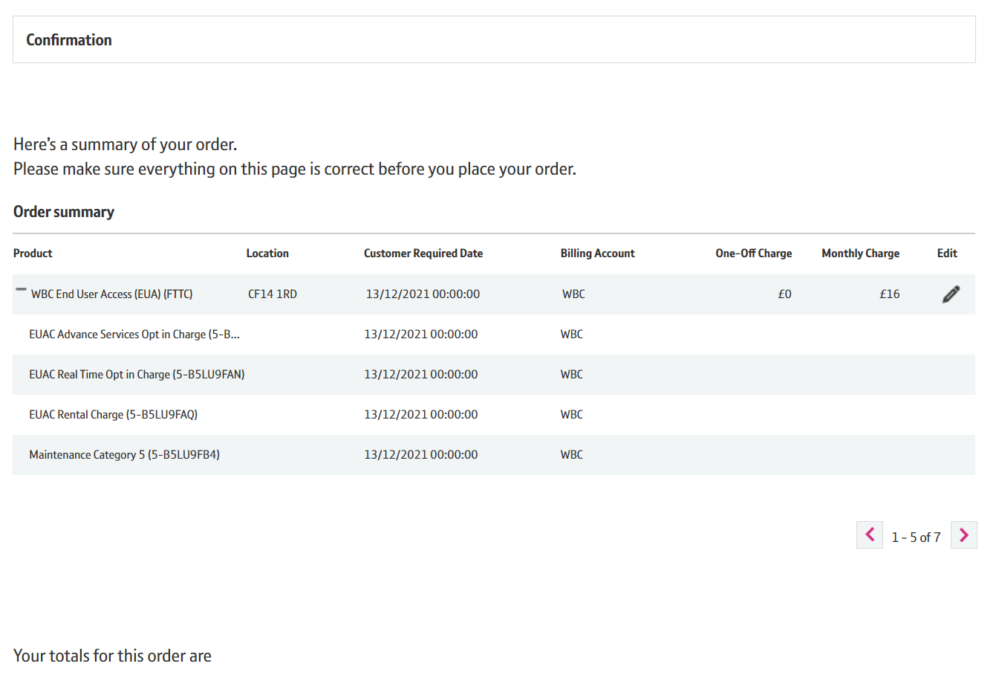 Confirmation
Here's a summary of your order.
Please make sure everything on this page is correct before you place your order.
Order summary
Product Location Customer Required Date Billing Account One-Off Charge Monthly Charge Edit
WBC End User Access (EUA) (FTTC) CF14 1RD 13/12/2021 00:00:00 WBC £0 £16
EUAC Advance Services Opt in Charge (5-B... 13/12/2021 00:00:00 WBC
EUAC Real Time Opt in Charge (5-B5LU9FAN) 13/12/2021 00:00:00 WBC
EUAC Rental Charge (5-B5LU9FAQ) 13/12/2021 00:00:00 WBC
Maintenance Category 5 (5-B5LU9FB4) 13/12/2021 00:00:00 WBC
1 - 5 of 7
Your totals for this order are